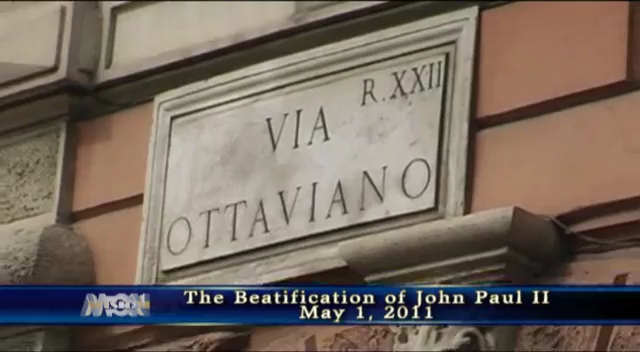 R. XXII
VIA
OTTAVIANO
The Beatification of John Paul II
May 1, 2011